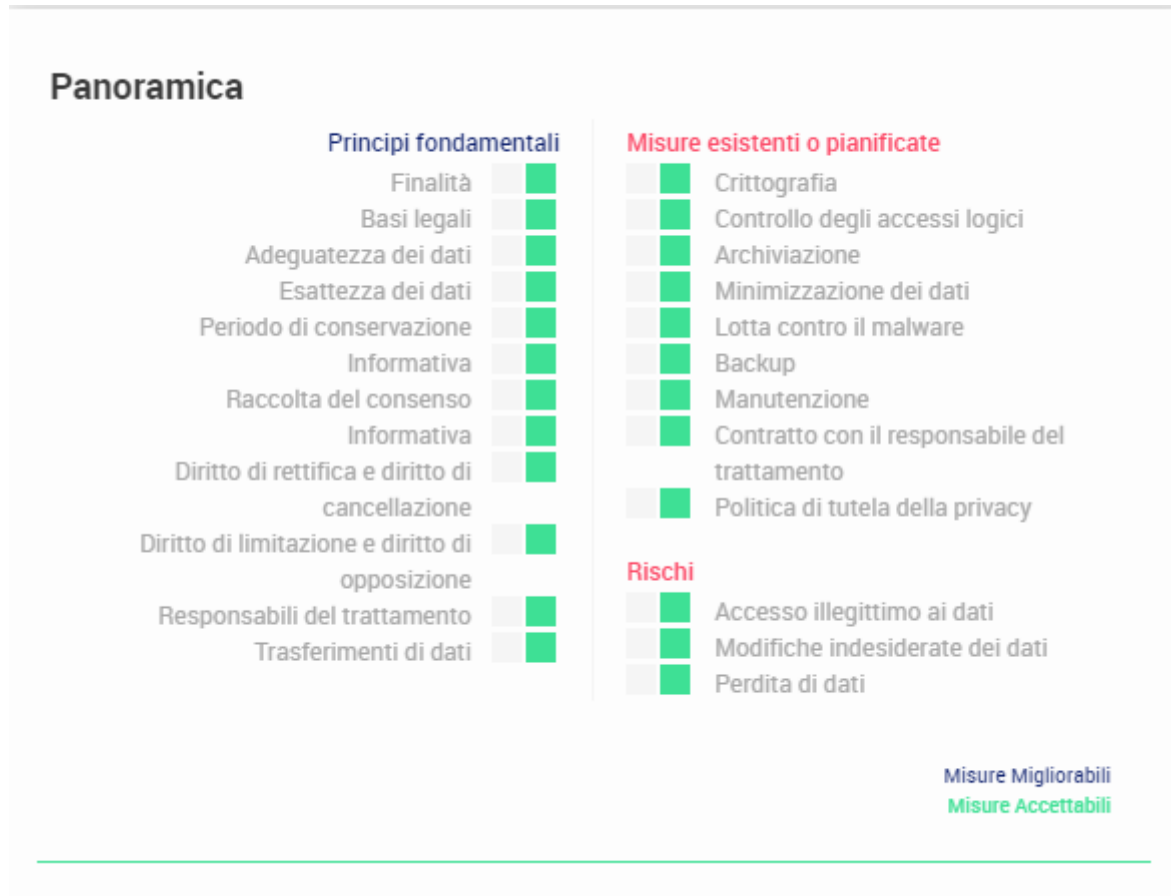 Panoramica
Principi fondamentali
Finalità
Basi legali
Adeguatezza dei dati
Esattezza dei dati
Periodo di conservazione
Informativa
Raccolta del consenso
Informativa
Diritto di rettifica e diritto di
cancellazione
Diritto di limitazione e diritto di
opposizione
Responsabili del trattamento
Trasferimenti di dati
Misure esistenti o pianificate
Crittografia
Controllo degli accessi logici
Archiviazione
Minimizzazione dei dati
Lotta contro il malware
Backup
Manutenzione
Contratto con il responsabile del
trattamento
Politica di tutela della privacy
Rischi
Accesso illegittimo ai dati
Modifiche indesiderate dei dati
Perdita di dati
Misure Migliorabili
Misure Accettabili